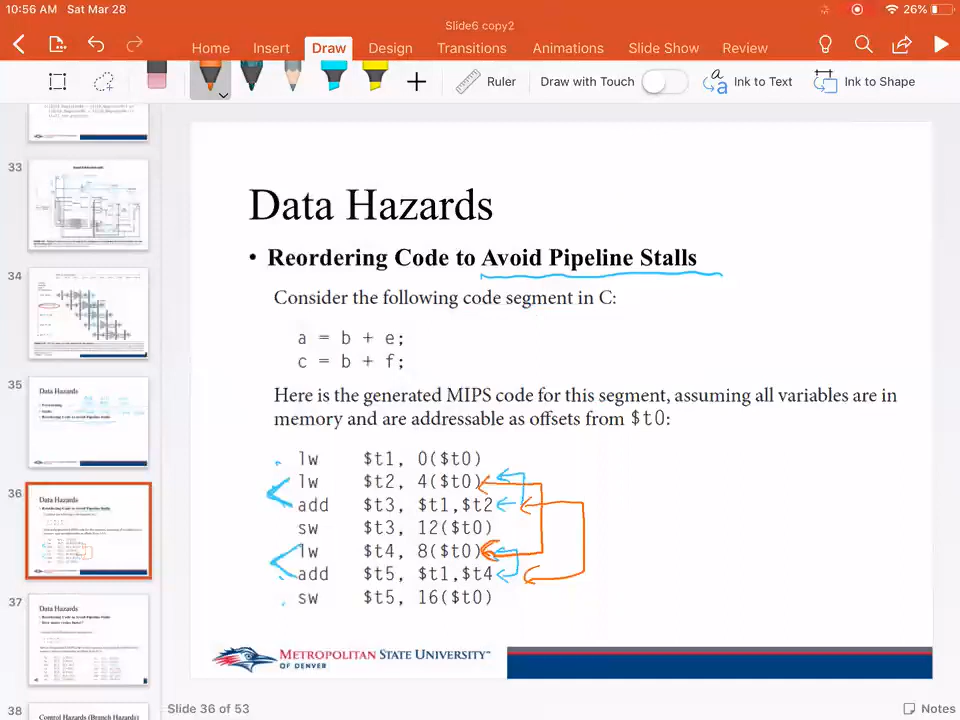 10:56 AM Sat Mar 28
26%
Slide6 copy2
Home Insert Draw Design Transitions Animations Slide Show Review
Ruler Draw with Touch Ink to Text Ink to Shape
33
34
35
Data Hazards
36
Data Hazards
37
Data Hazards
38
Control Hazards (Branch Hazards)
Data Hazards
• Reordering Code to Avoid Pipeline Stalls
Consider the following code segment in C:
a = b + e;
c = b + f;
Here is the generated MIPS code for this segment, assuming all variables are in
memory and are addressable as offsets from $t0:
lw $t1, 0($t0)
lw $t2, 4($t0)
add $t3, $t1,$t2
sw $t3, 12($t0)
lw $t4, 8($t0)
add $t5, $t1,$t4
sw $t5, 16($t0)
METROPOLITAN STATE UNIVERSITY™
OF DENVER
Slide 36 of 53
Notes